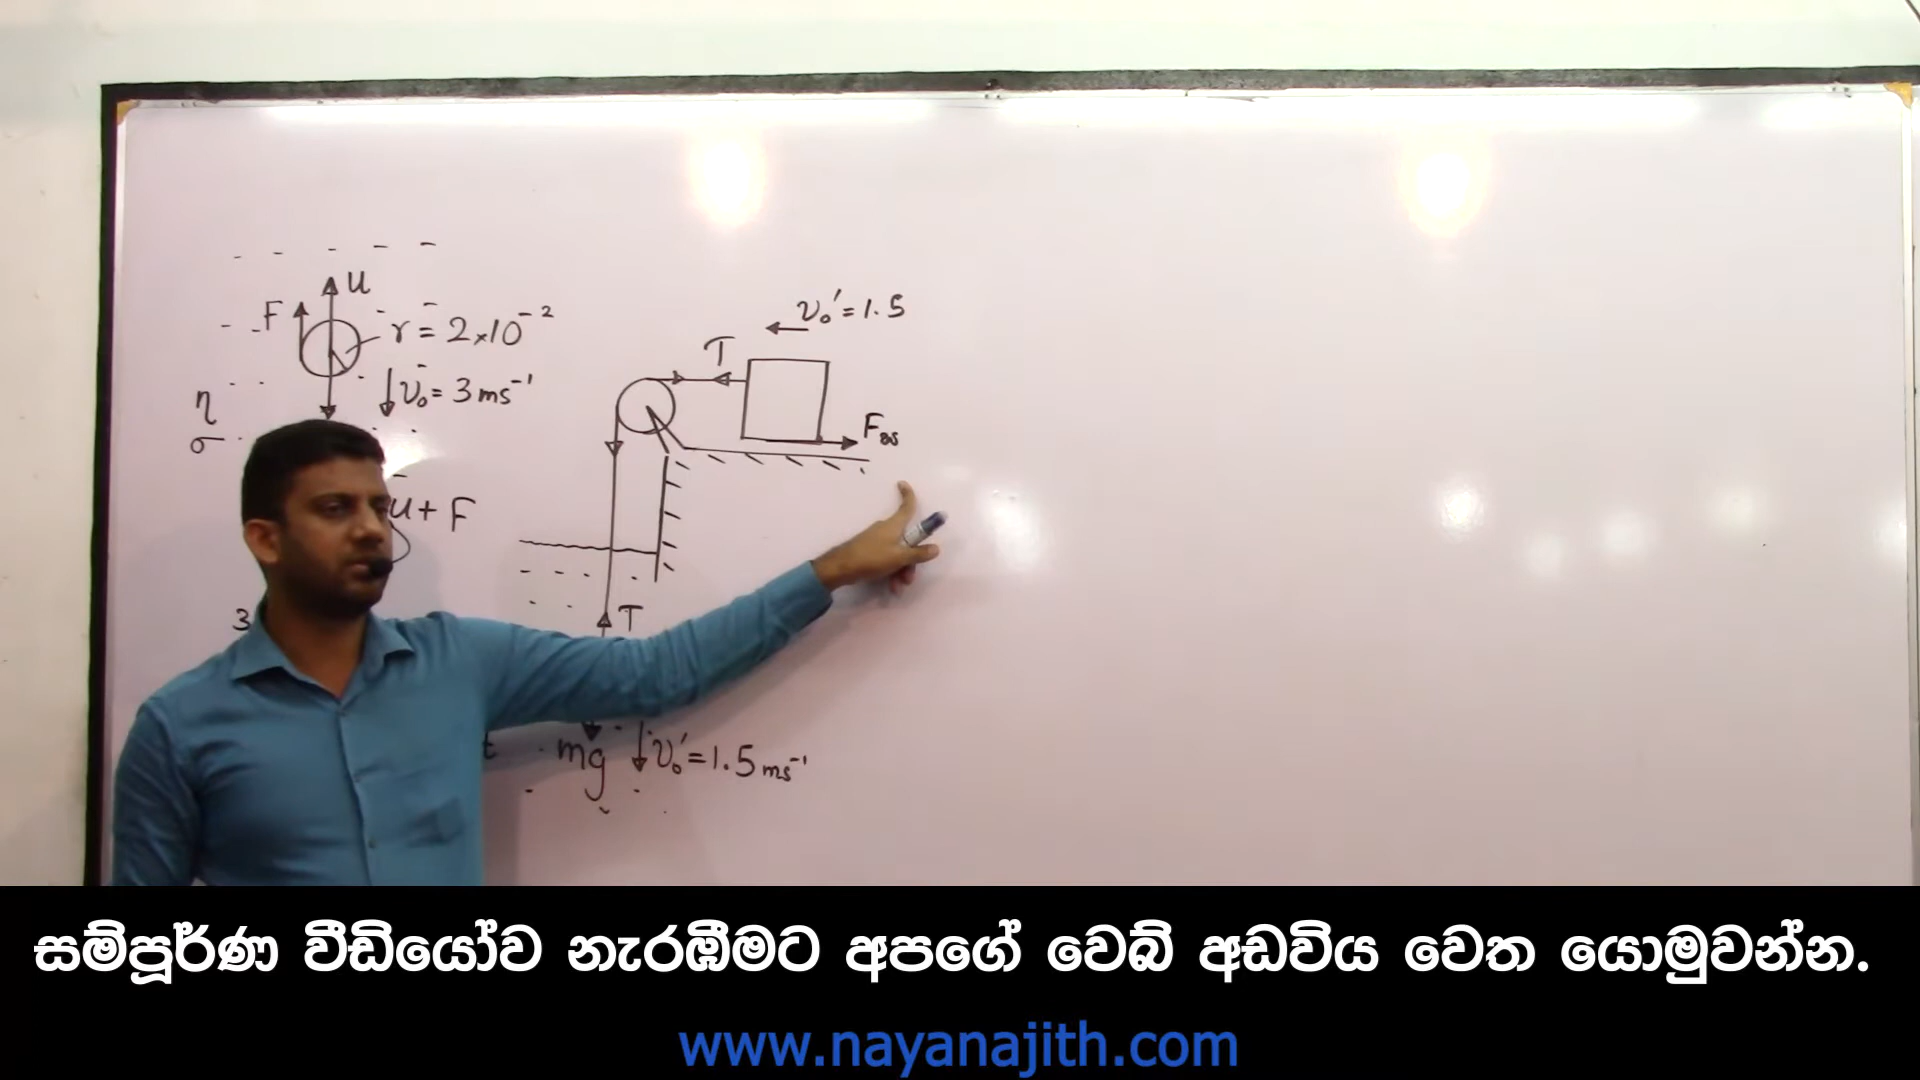 u
F
r = 2×10⁻²
v₀ = 3 ms⁻¹
η
σ
u + F
3
v₀′ = 1.5
T
F
T
mg
v₀′ = 1.5 ms⁻¹
සම්පූර්ණ වීඩියෝව නැරඹීමට අපගේ වෙබ් අඩවිය වෙත යොමුවන්න.
www.nayanajith.com